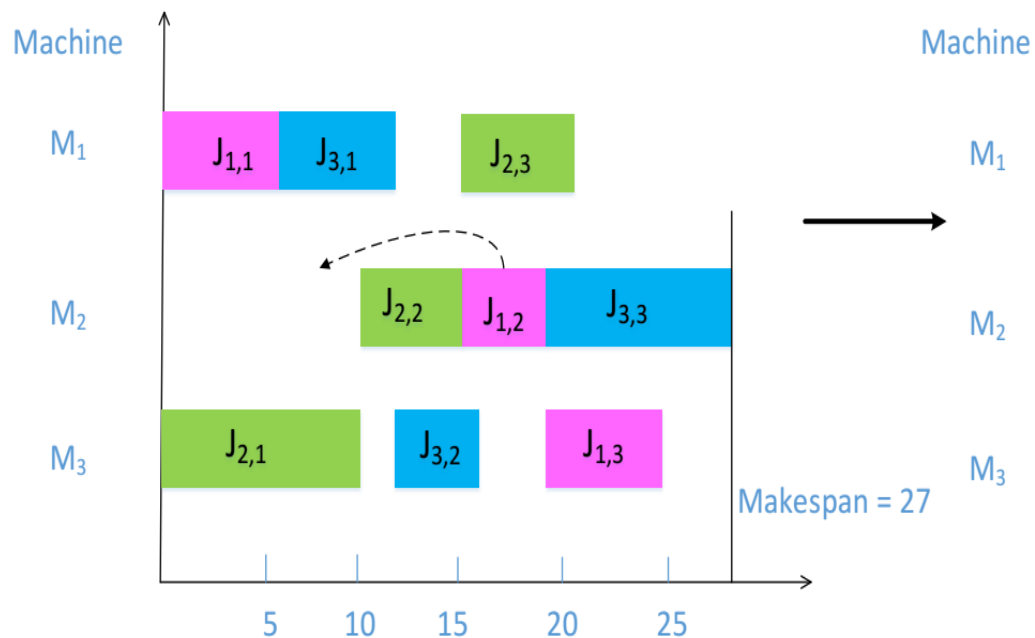 Machine
Machine
M1
J1,1
J3,1
J2,3
M1
M2
J2,2
J1,2
J3,3
M2
M3
J2,1
J3,2
J1,3
M3
Makespan = 27
5 10 15 20 25